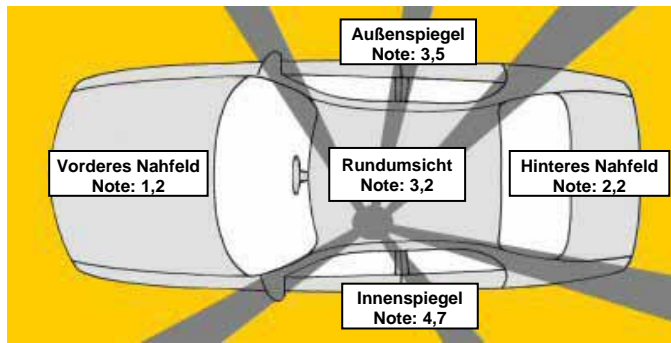 Außenspiegel
Note: 3,5
Vorderes Nahfeld
Note: 1,2
Rundumsicht
Note: 3,2
Hinteres Nahfeld
Note: 2,2
Innenspiegel
Note: 4,7